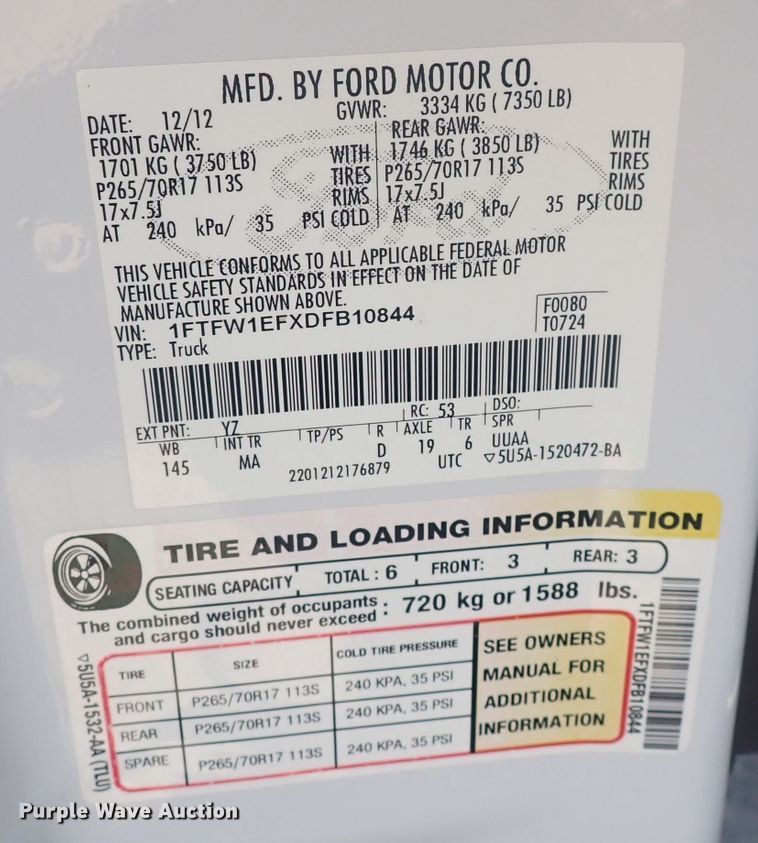 MFD. BY FORD MOTOR CO.
DATE: 12/12 GVWR: 3334 KG ( 7350 LB)
FRONT GAWR: REAR GAWR:
1701 KG ( 3750 LB) WITH 1746 KG ( 3850 LB) WITH
P265/70R17 113S TIRES P265/70R17 113S TIRES
17x7.5J RIMS 17x7.5J RIMS
AT 240 kPa/ 35 PSI COLD AT 240 kPa/ 35 PSI COLD
THIS VEHICLE CONFORMS TO ALL APPLICABLE FEDERAL MOTOR
VEHICLE SAFETY STANDARDS IN EFFECT ON THE DATE OF
MANUFACTURE SHOWN ABOVE.
VIN: 1FTFW1EFXDFB10844 F0080
TYPE: Truck T0724
EXT PNT: YZ RC: 53 DSO:
WB INT TR TP/PS R AXLE TR SPR
145 MA D 19 6 UUAA
2201212176879 UTC ▽5U5A-1520472-BA
TIRE AND LOADING INFORMATION
SEATING CAPACITY TOTAL : 6 FRONT: 3 REAR: 3
The combined weight of occupants
and cargo should never exceed : 720 kg or 1588 lbs.
TIRE SIZE COLD TIRE PRESSURE
FRONT P265/70R17 113S 240 KPA, 35 PSI
REAR P265/70R17 113S 240 KPA, 35 PSI
SPARE P265/70R17 113S 240 KPA, 35 PSI
SEE OWNERS
MANUAL FOR
ADDITIONAL
INFORMATION
▽5U5A-1532-AA (TLU)
1FTFW1EFXDFB10844
Purple Wave Auction